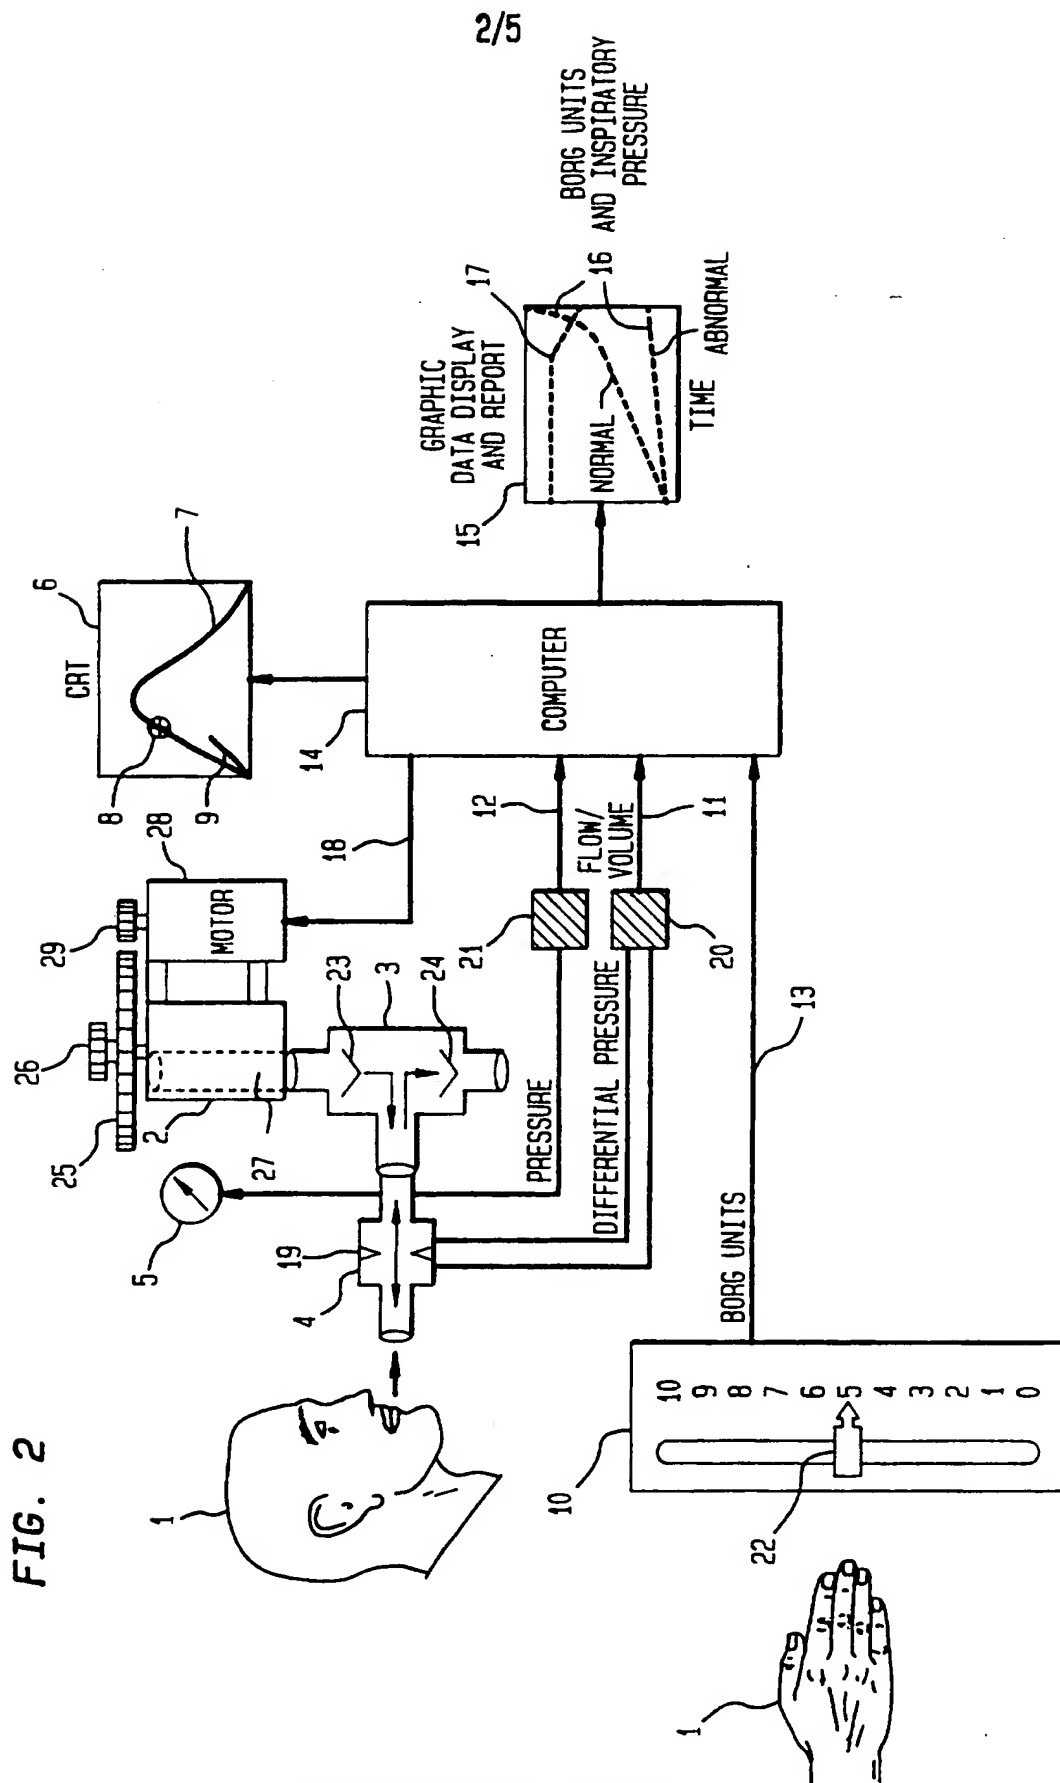 2/5
FIG. 2
1
5
4
19
25
26
29
2
27
28
MOTOR
23
3
24
18
8
9
CRT
6
7
14
COMPUTER
12
FLOW/
VOLUME
11
21
20
PRESSURE
DIFFERENTIAL PRESSURE
13
BORG UNITS
10
22
10
9
8
7
6
5
4
3
2
1
0
1
15
GRAPHIC
DATA DISPLAY
AND REPORT
17
16
NORMAL
ABNORMAL
TIME
BORG UNITS
AND INSPIRATORY
PRESSURE